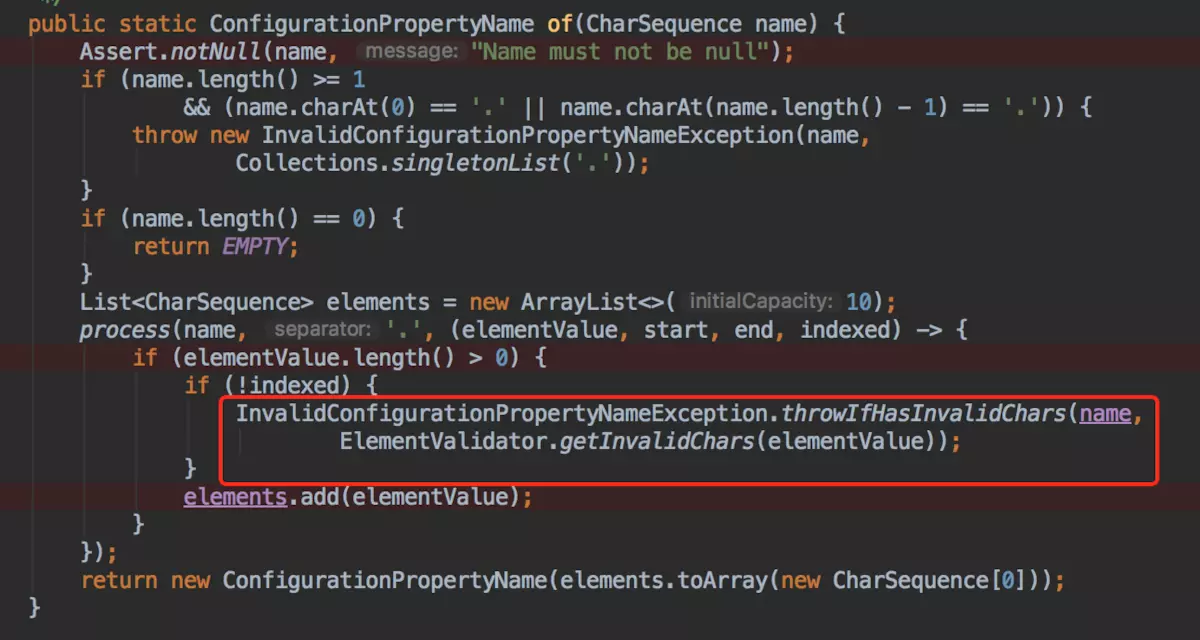 */
public static ConfigurationPropertyName of(CharSequence name) {
    Assert.notNull(name, message: "Name must not be null");
    if (name.length() >= 1
            && (name.charAt(0) == '.' || name.charAt(name.length() - 1) == '.')) {
        throw new InvalidConfigurationPropertyNameException(name,
                Collections.singletonList('.'));
    }
    if (name.length() == 0) {
        return EMPTY;
    }
    List<CharSequence> elements = new ArrayList<>( initialCapacity: 10);
    process(name, separator: '.', (elementValue, start, end, indexed) -> {
        if (elementValue.length() > 0) {
            if (!indexed) {
                InvalidConfigurationPropertyNameException.throwIfHasInvalidChars(name,
                        ElementValidator.getInvalidChars(elementValue));
            }
            elements.add(elementValue);
        }
    });
    return new ConfigurationPropertyName(elements.toArray(new CharSequence[0]));
}